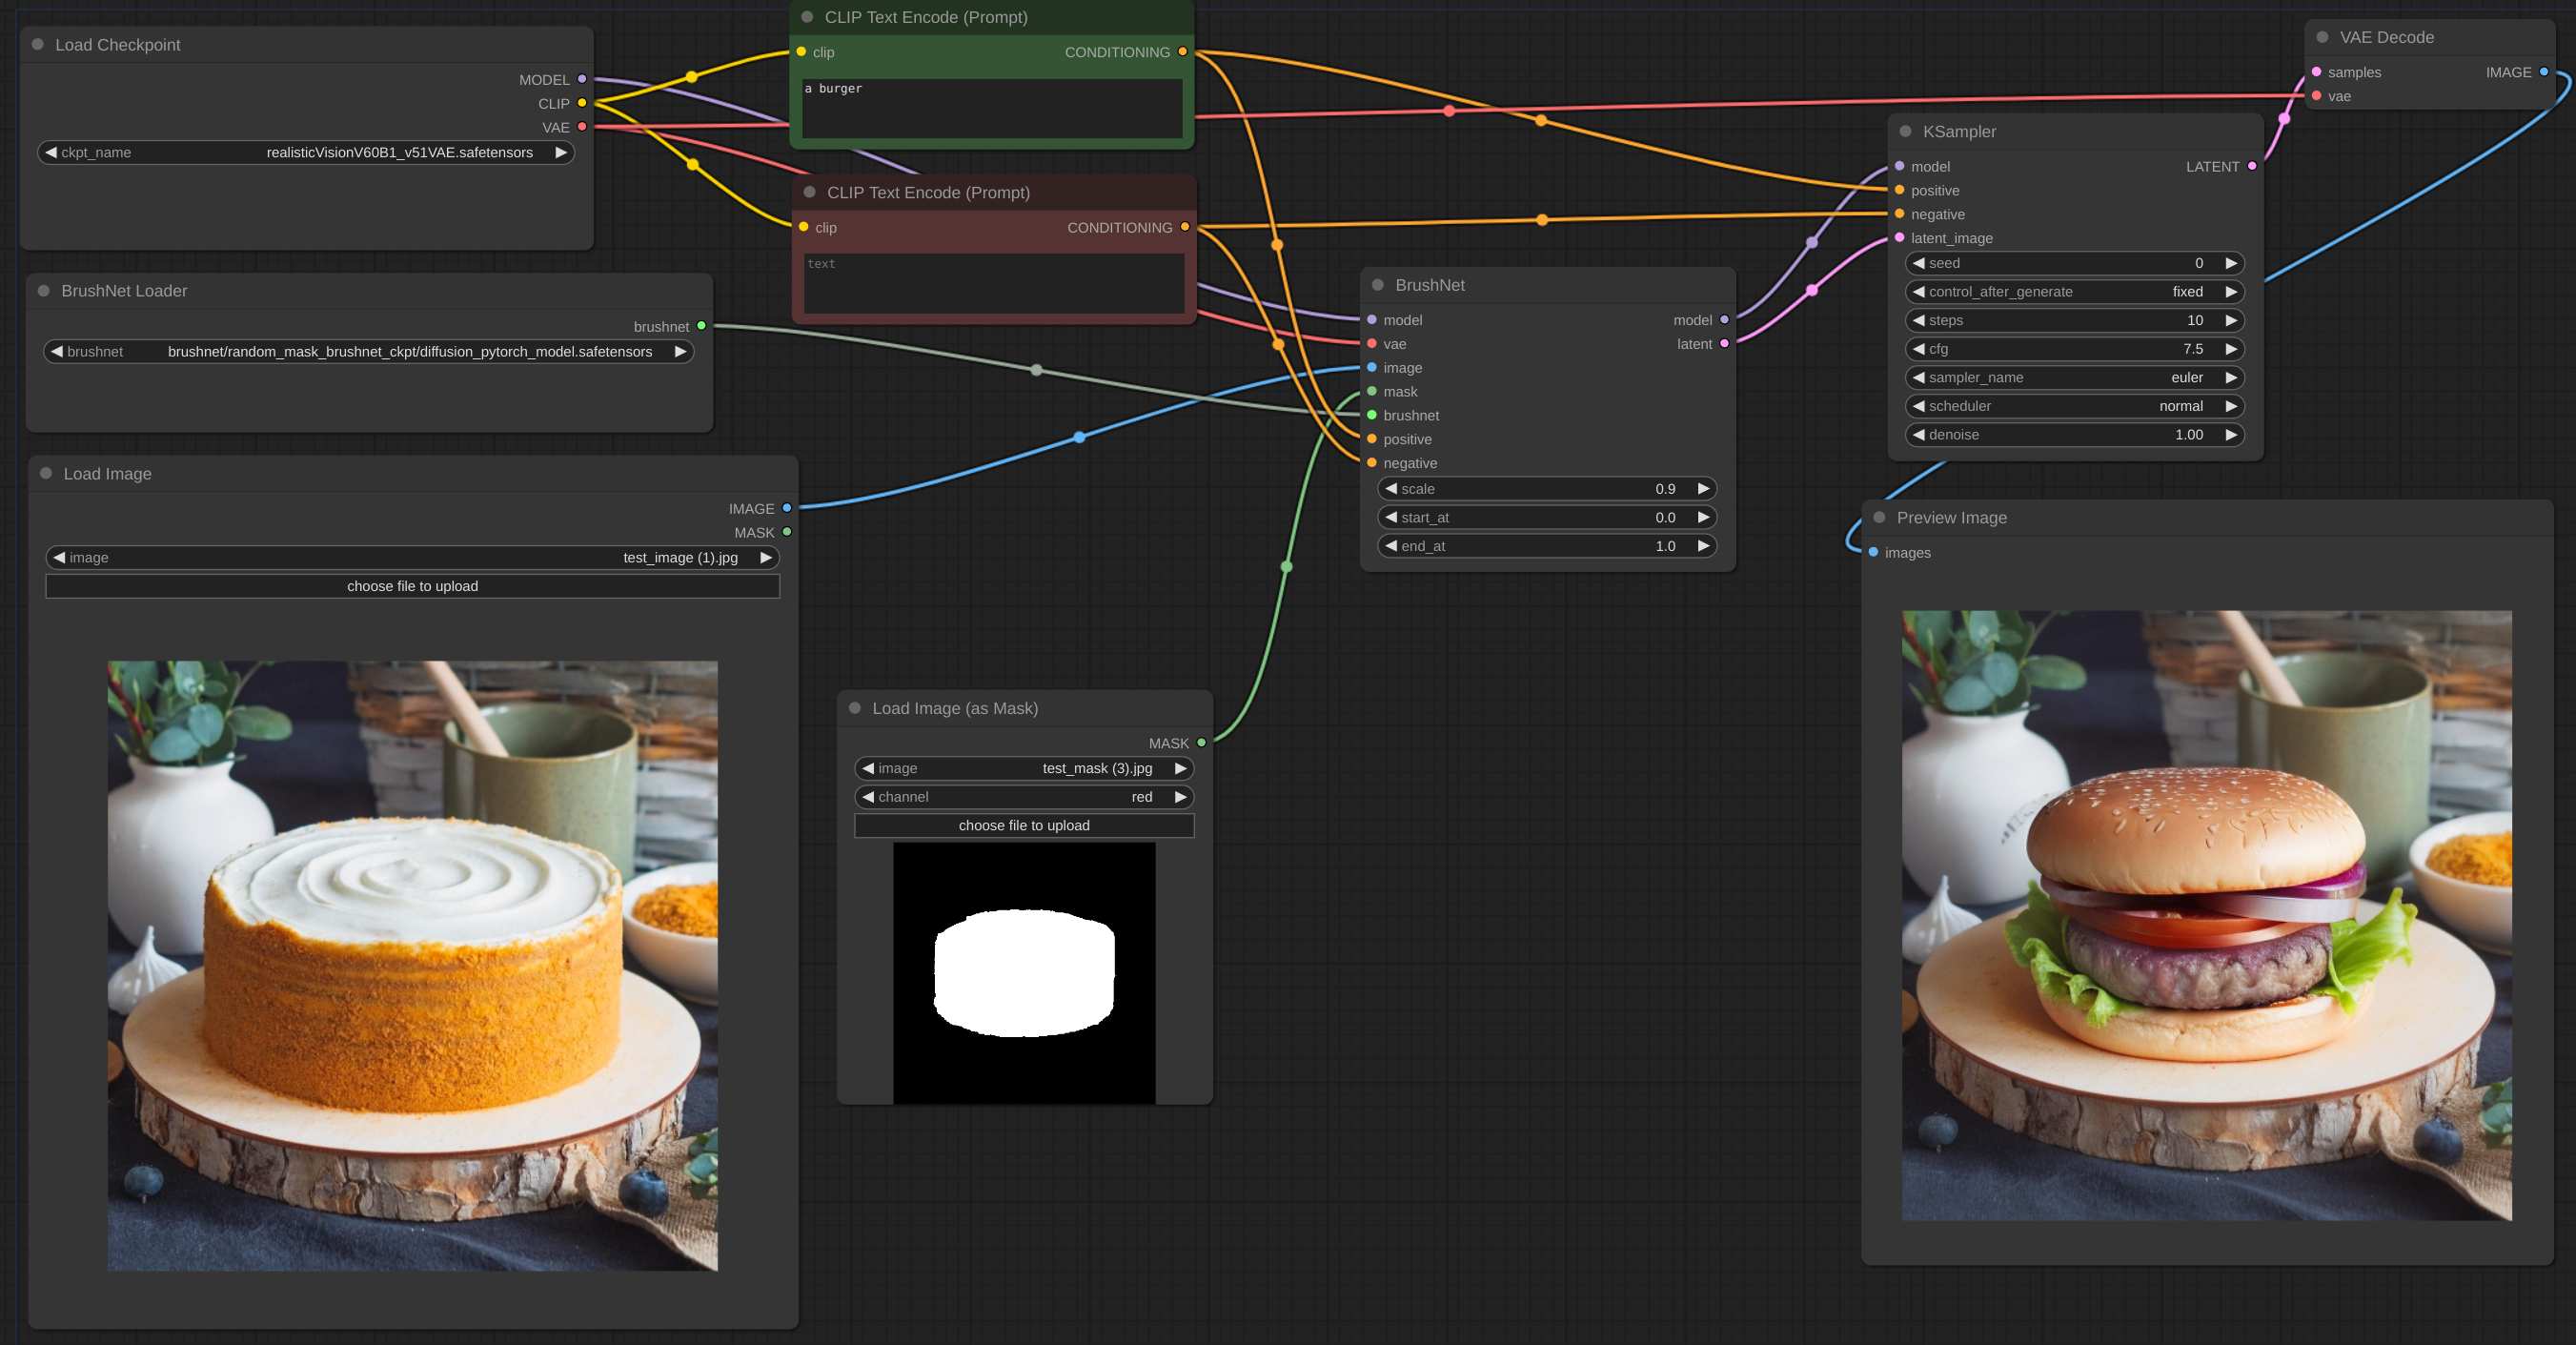 Load Checkpoint
MODEL
CLIP
VAE
ckpt_name realisticVisionV60B1_v51VAE.safetensors
CLIP Text Encode (Prompt)
clip CONDITIONING
a burger
CLIP Text Encode (Prompt)
clip CONDITIONING
text
BrushNet Loader
brushnet
brushnet brushnet/random_mask_brushnet_ckpt/diffusion_pytorch_model.safetensors
Load Image
IMAGE
MASK
image test_image (1).jpg
choose file to upload
Load Image (as Mask)
MASK
image test_mask (3).jpg
channel red
choose file to upload
BrushNet
model model
vae latent
image
mask
brushnet
positive
negative
scale 0.9
start_at 0.0
end_at 1.0
KSampler
model LATENT
positive
negative
latent_image
seed 0
control_after_generate fixed
steps 10
cfg 7.5
sampler_name euler
scheduler normal
denoise 1.00
VAE Decode
samples IMAGE
vae
Preview Image
images